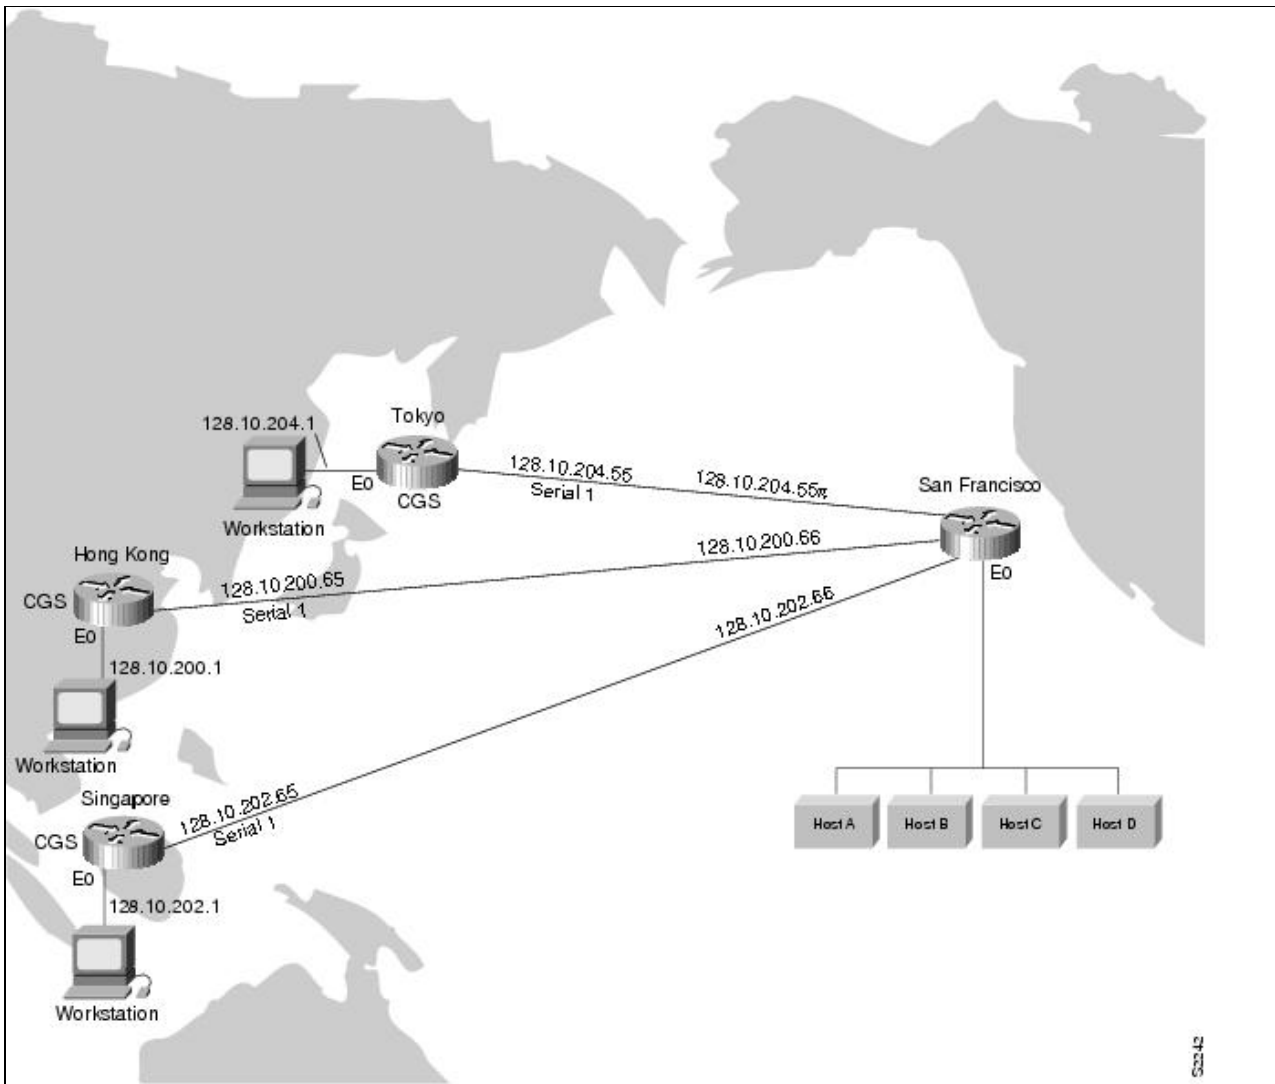 Tokyo
128.10.204.1
E0
CGS
Workstation
128.10.204.55
Serial 1
128.10.204.55π
San Francisco
E0
Hong Kong
CGS
E0
128.10.200.65
Serial 1
128.10.200.66
128.10.200.1
Workstation
128.10.202.66
Singapore
CGS
E0
128.10.202.65
Serial 1
128.10.202.1
Workstation
Host A
Host B
Host C
Host D
S2242